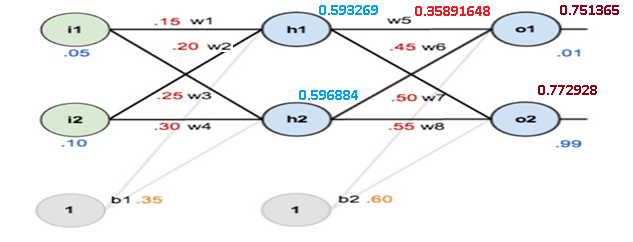 0.593269 0.35891648 0.751365
i1 .15 w1 h1 w5 o1
.05 .20 w2 .45 w6 .01
.25 w3 0.596884 .50 w7 0.772928
i2 .30 w4 h2 .55 w8 o2
.10 .99
1 b1 .35 1 b2 .60